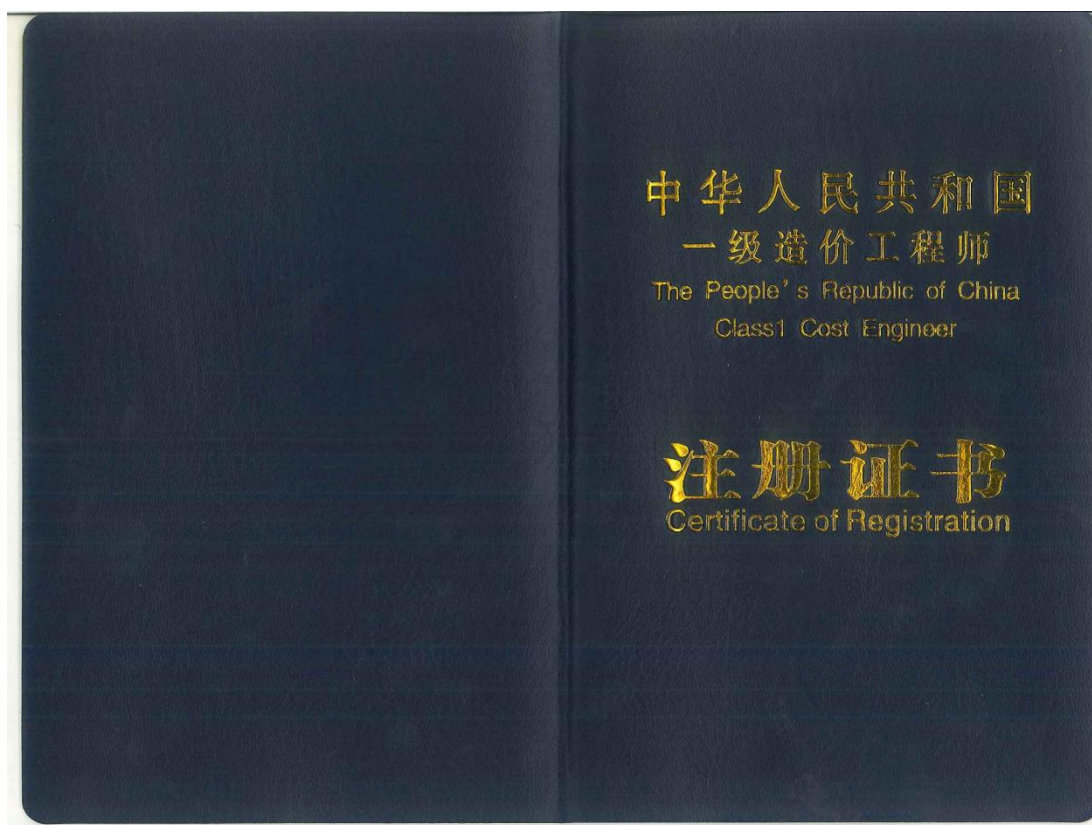 中华人民共和国
一级造价工程师
The People's Republic of China
Class1 Cost Engineer
注册证书
Certificate of Registration